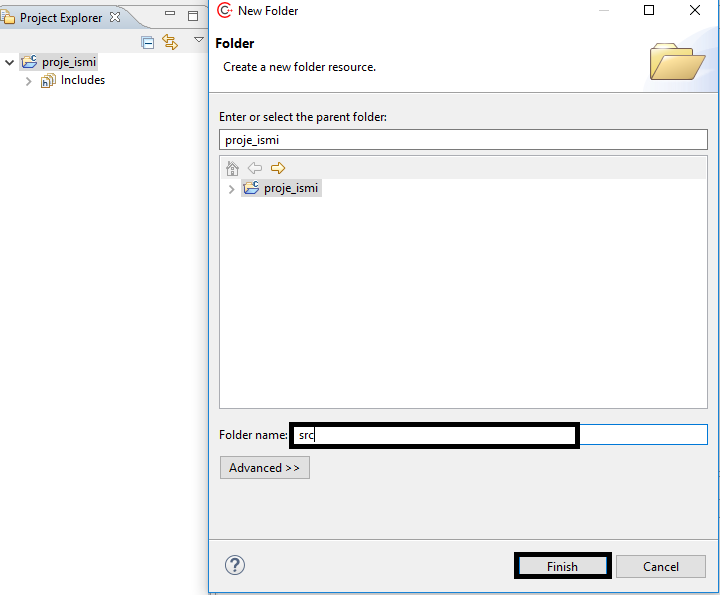 Project Explorer
proje_ismi
Includes
New Folder
Folder
Create a new folder resource.
Enter or select the parent folder:
proje_ismi
proje_ismi
Folder name: src
Advanced >>
Finish Cancel